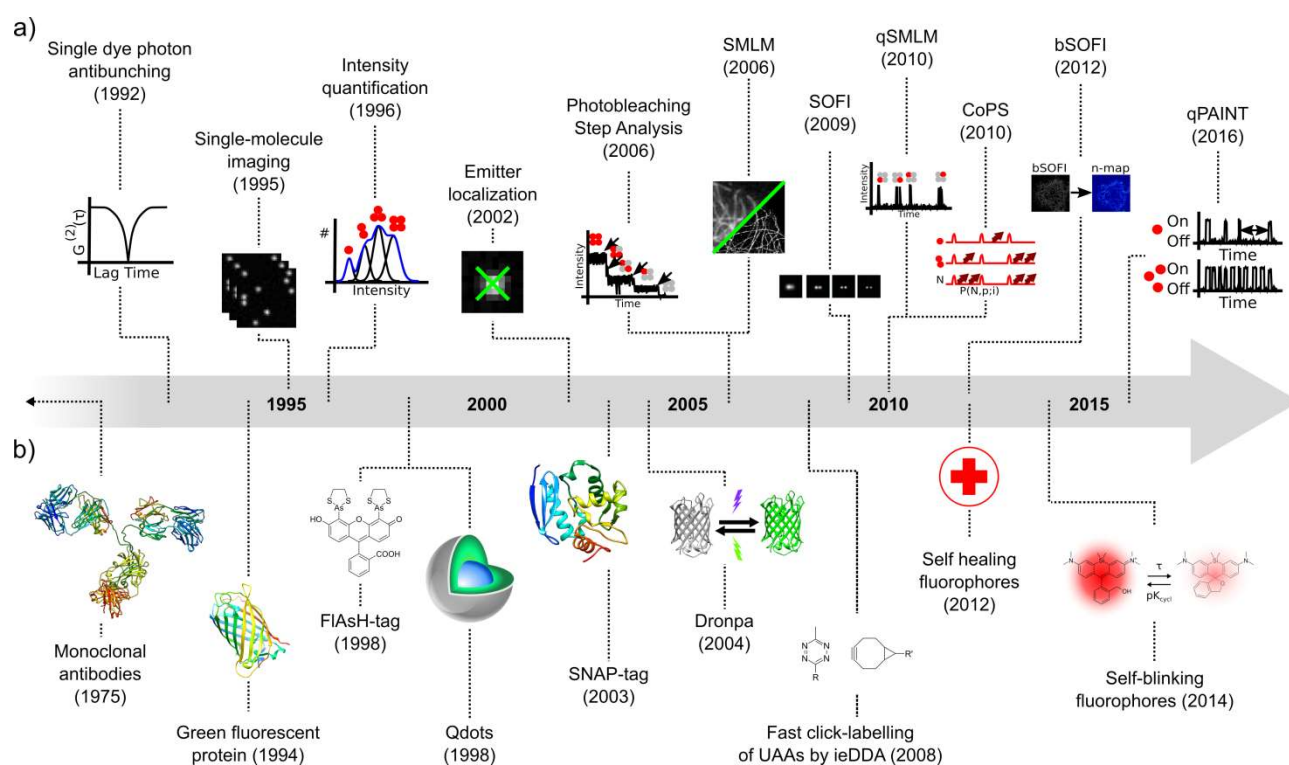 a)
Single dye photon
antibunching
(1992)
G(2)(τ)
Lag Time
Single-molecule
imaging
(1995)
Intensity
quantification
(1996)
#
Intensity
Emitter
localization
(2002)
Photobleaching
Step Analysis
(2006)
Intensity
Time
SMLM
(2006)
SOFI
(2009)
qSMLM
(2010)
Intensity
Time
CoPS
(2010)
N
P(N,p;i)
bSOFI
(2012)
bSOFI
n-map
qPAINT
(2016)
On
Off
Time
On
Off
Time
1995
2000
2005
2010
2015
b)
Monoclonal
antibodies
(1975)
Green fluorescent
protein (1994)
S
S
S
S
As
As
HO
O
O
COOH
FlAsH-tag
(1998)
Qdots
(1998)
SNAP-tag
(2003)
Dronpa
(2004)
N
N
N
N
R
R'
Fast click-labelling
of UAAs by ieDDA (2008)
Self healing
fluorophores
(2012)
OH
τ
pKcycl
Self-blinking
fluorophores (2014)